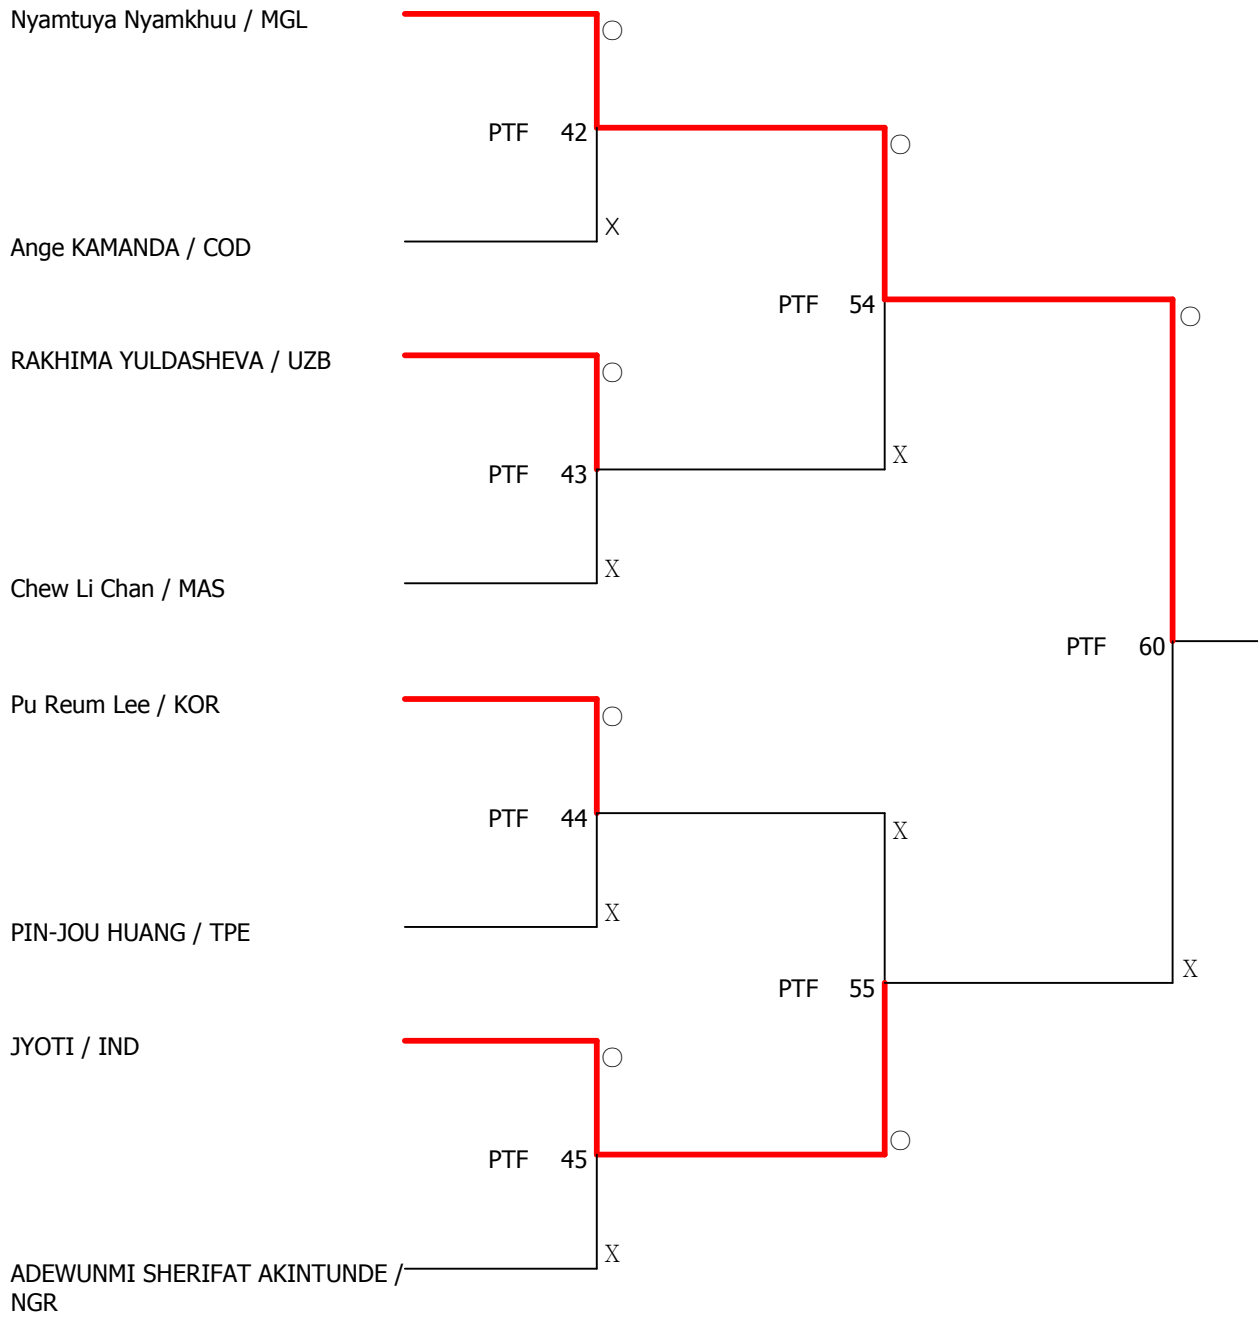 Nyamtuya Nyamkhuu / MGL
○
PTF 42
○
X
Ange KAMANDA / COD
PTF 54
○
RAKHIMA YULDASHEVA / UZB
○
X
PTF 43
X
Chew Li Chan / MAS
PTF 60
Pu Reum Lee / KOR
○
PTF 44
X
X
PIN-JOU HUANG / TPE
X
PTF 55
JYOTI / IND
○
○
PTF 45
X
ADEWUNMI SHERIFAT AKINTUNDE /
NGR